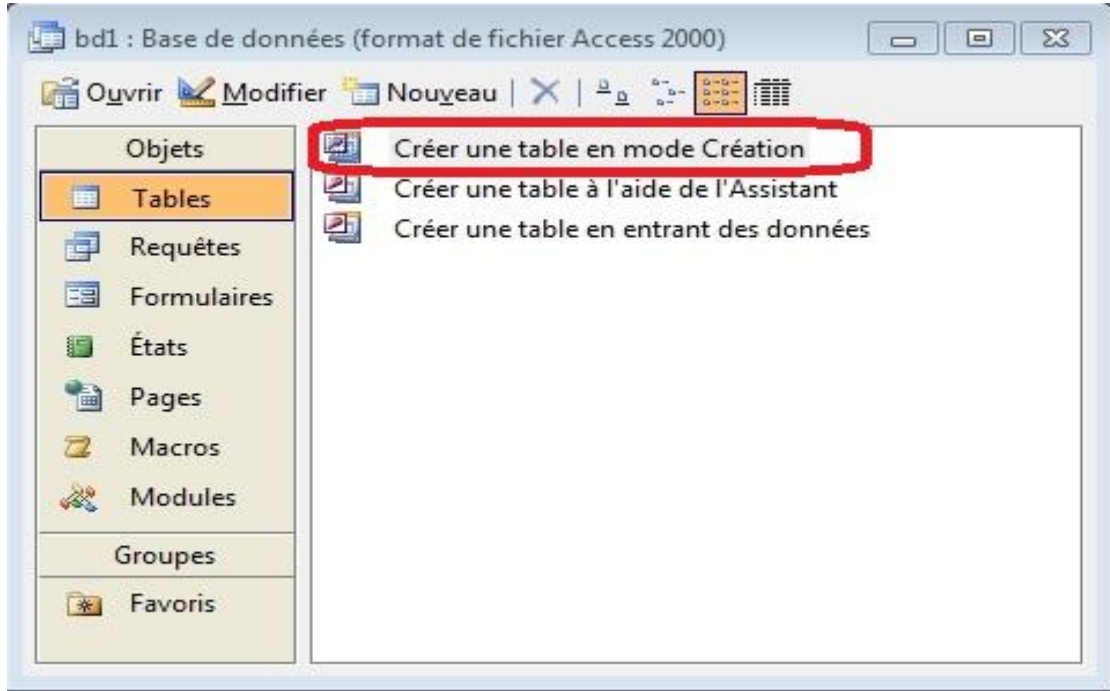 bd1 : Base de données (format de fichier Access 2000)
Ouvrir Modifier Nouveau
Objets
Tables
Requêtes
Formulaires
États
Pages
Macros
Modules
Groupes
Favoris
Créer une table en mode Création
Créer une table à l'aide de l'Assistant
Créer une table en entrant des données